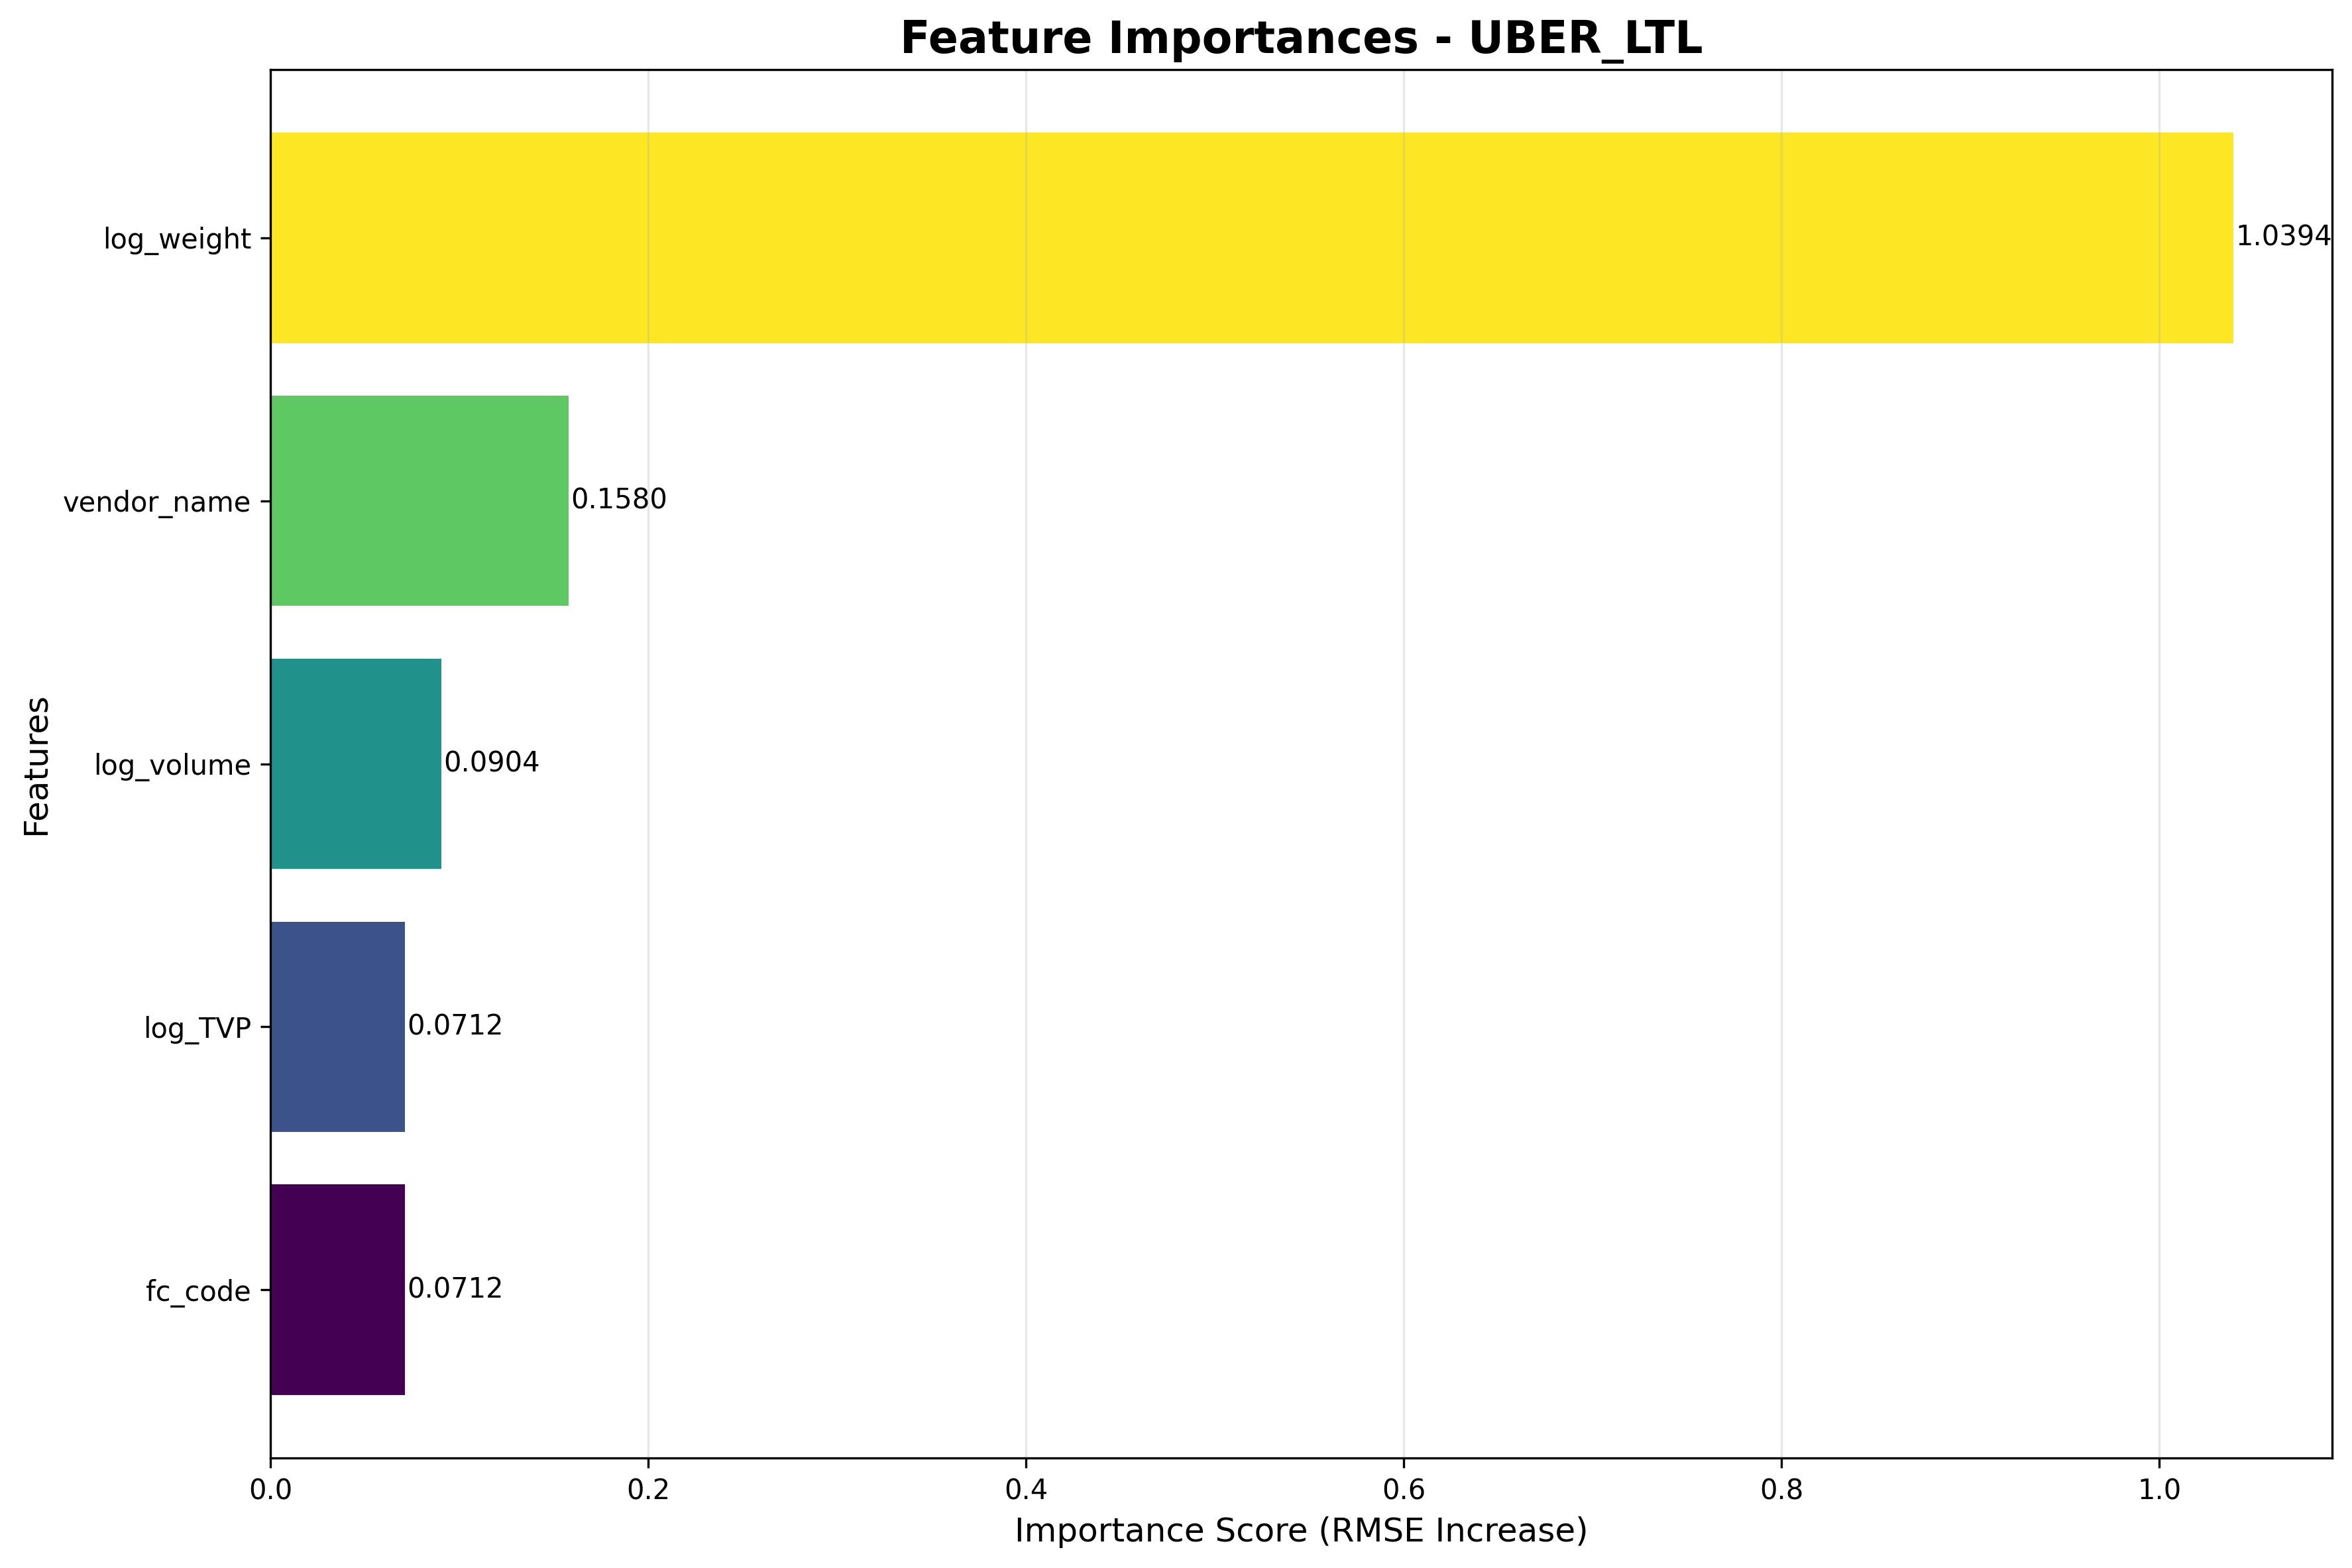 Feature Importances - UBER_LTL
log_weight
1.0394
vendor_name
0.1580
log_volume
0.0904
log_TVP
0.0712
fc_code
0.0712
Features
0.0
0.2
0.4
0.6
0.8
1.0
Importance Score (RMSE Increase)